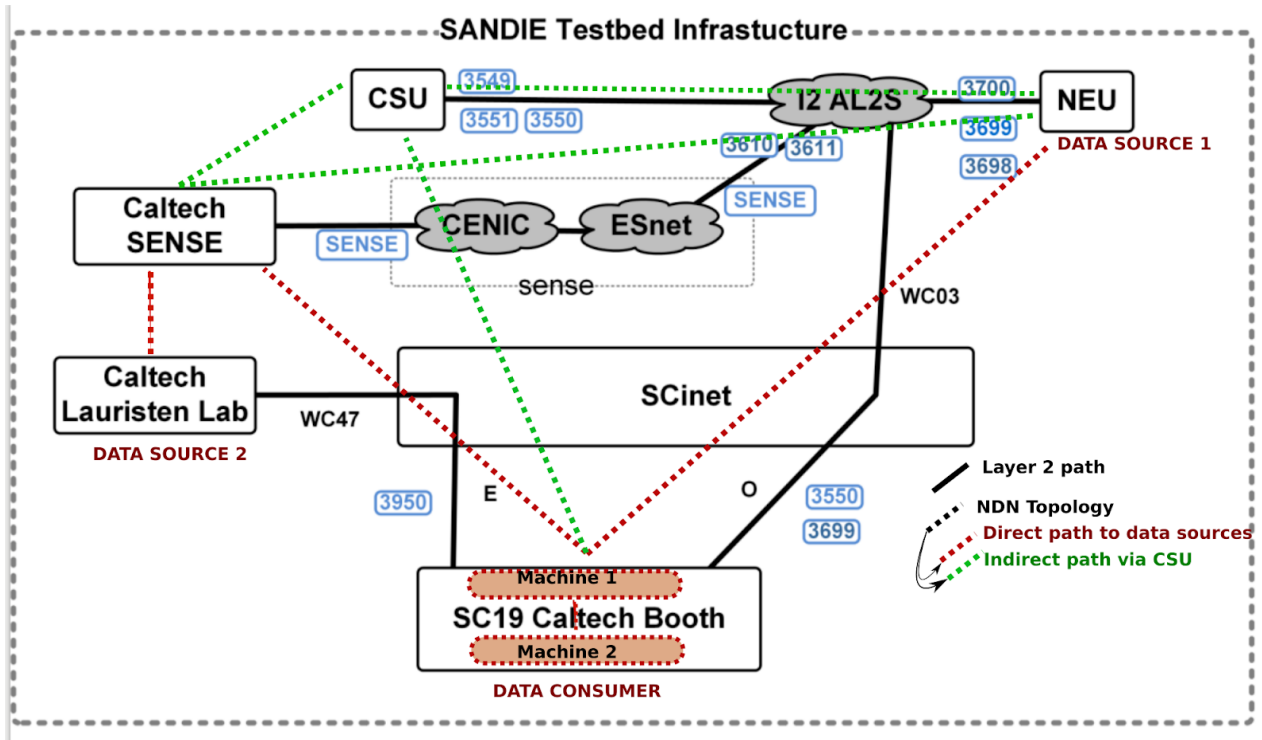 SANDIE Testbed Infrastucture
CSU
3549
3551
3550
I2 AL2S
3700
NEU
3699
DATA SOURCE 1
3610
3611
3698
Caltech
SENSE
CENIC
ESnet
SENSE
SENSE
sense
WC03
Caltech
Lauristen Lab
SCinet
WC47
DATA SOURCE 2
Layer 2 path
3950
E
O
3550
NDN Topology
3699
Direct path to data sources
Indirect path via CSU
Machine 1
SC19 Caltech Booth
Machine 2
DATA CONSUMER